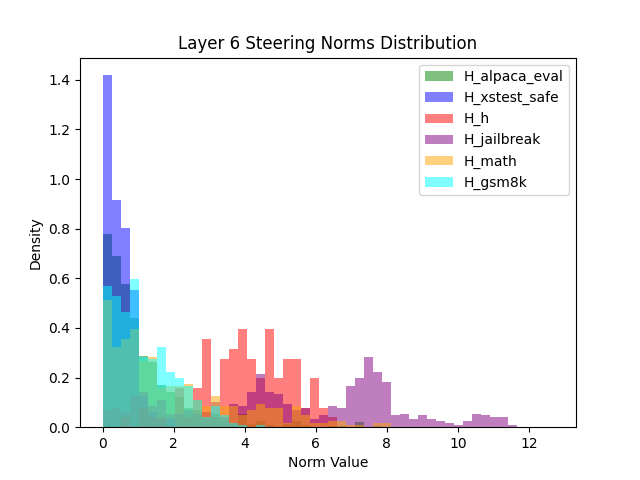 Layer 6 Steering Norms Distribution
H_alpaca_eval
H_xstest_safe
H_h
H_jailbreak
H_math
H_gsm8k
1.4
1.2
1.0
0.8
0.6
0.4
0.2
0.0
Density
0 2 4 6 8 10 12
Norm Value